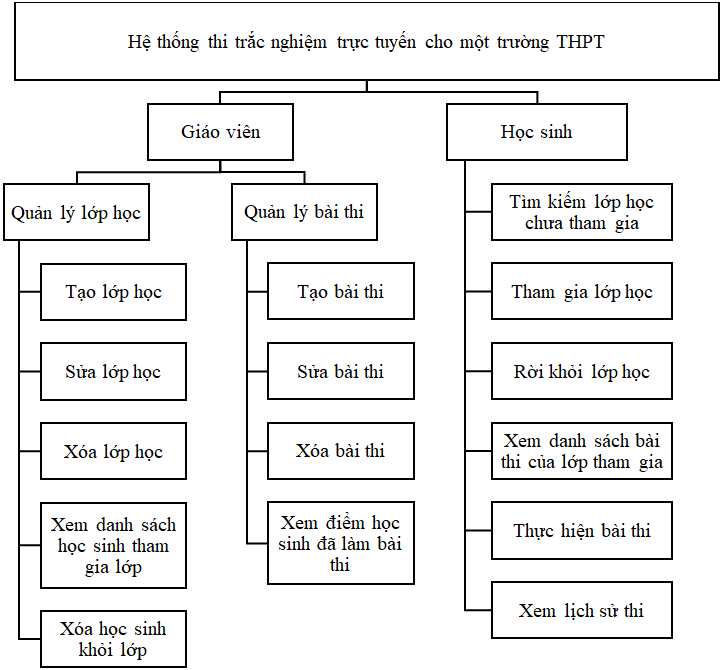 Hệ thống thi trắc nghiệm trực tuyến cho một trường THPT
Giáo viên
Học sinh
Quản lý lớp học
Quản lý bài thi
Tạo lớp học
Sửa lớp học
Xóa lớp học
Xem danh sách
học sinh tham
gia lớp
Xóa học sinh
khỏi lớp
Tạo bài thi
Sửa bài thi
Xóa bài thi
Xem điểm học
sinh đã làm bài
thi
Tìm kiếm lớp học
chưa tham gia
Tham gia lớp học
Rời khỏi lớp học
Xem danh sách bài
thi của lớp tham gia
Thực hiện bài thi
Xem lịch sử thi